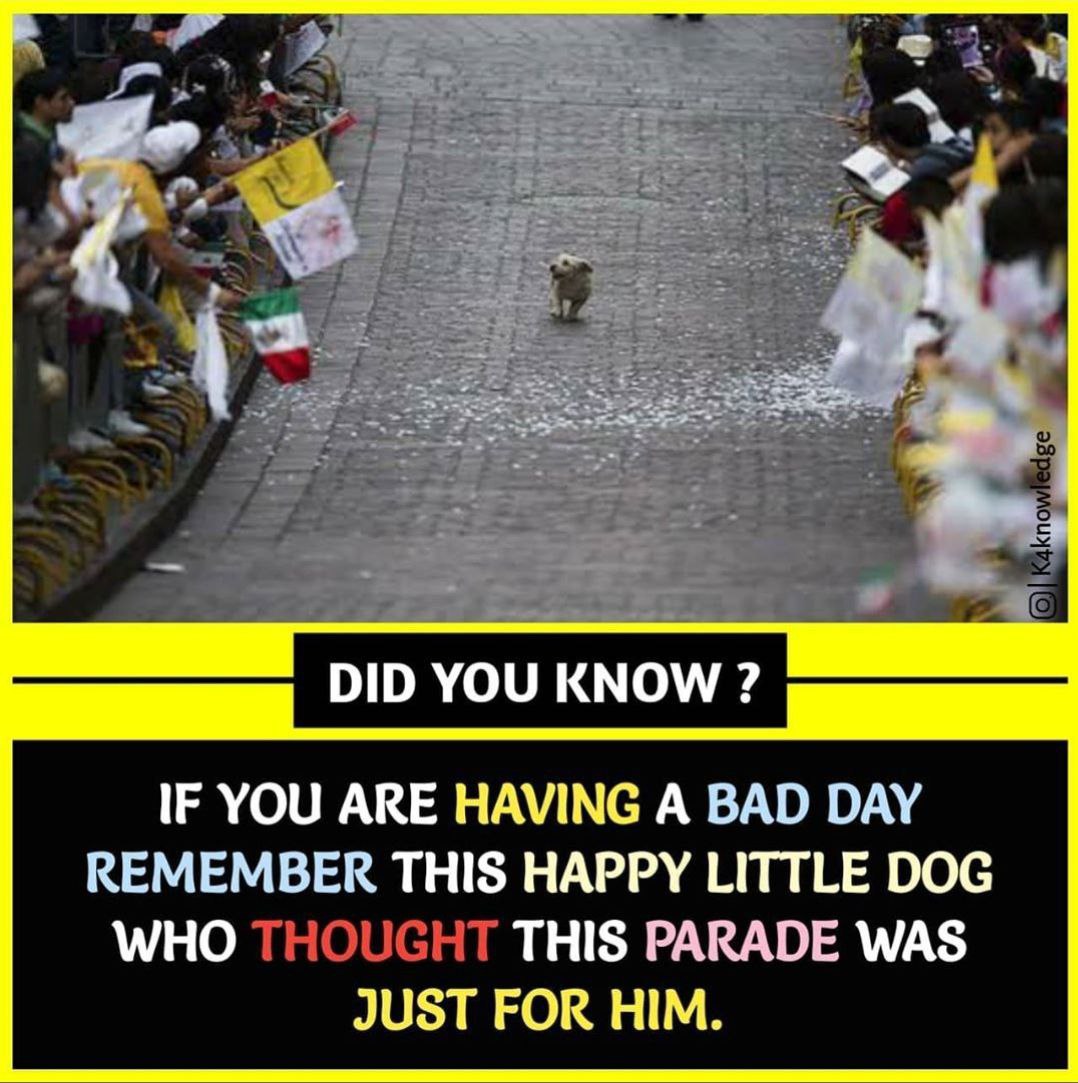 K4knowledge
DID YOU KNOW ?
IF YOU ARE HAVING A BAD DAY
REMEMBER THIS HAPPY LITTLE DOG
WHO THOUGHT THIS PARADE WAS
JUST FOR HIM.